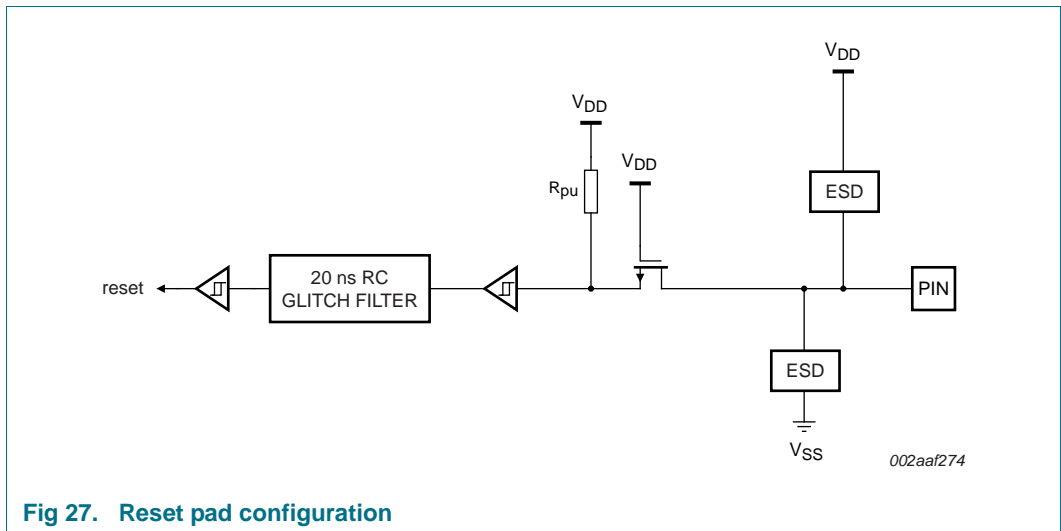 VDD
VDD
VDD
Rpu
ESD
reset
20 ns RC
GLITCH FILTER
PIN
ESD
VSS
002aaf274
Fig 27. Reset pad configuration